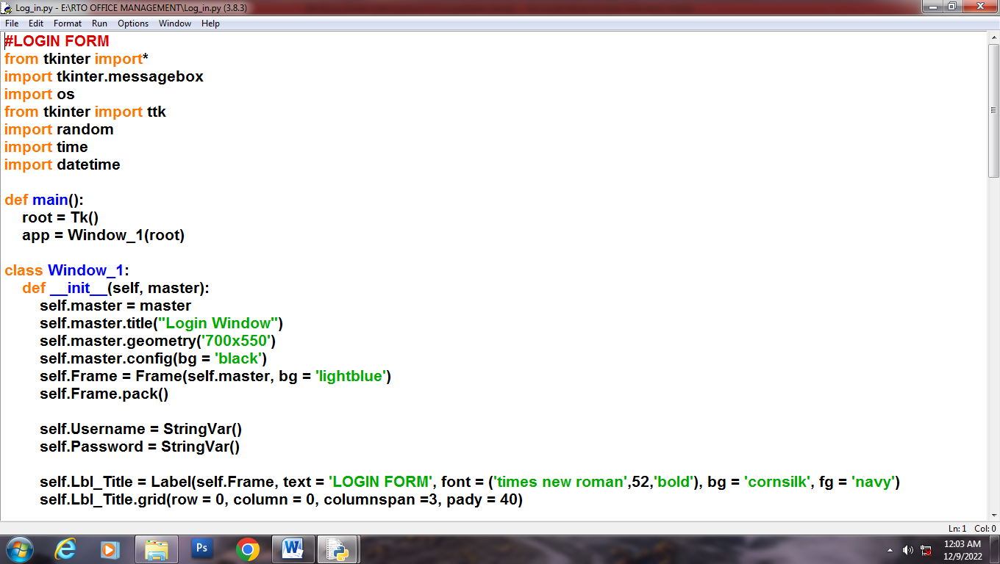 Log_in.py - E:\RTO OFFICE MANAGEMENT\Log_in.py (3.8.3)
File Edit Format Run Options Window Help
#LOGIN FORM
from tkinter import*
import tkinter.messagebox
import os
from tkinter import ttk
import random
import time
import datetime
def main():
    root = Tk()
    app = Window_1(root)
class Window_1:
    def __init__(self, master):
        self.master = master
        self.master.title("Login Window")
        self.master.geometry('700x550')
        self.master.config(bg = 'black')
        self.Frame = Frame(self.master, bg = 'lightblue')
        self.Frame.pack()
        self.Username = StringVar()
        self.Password = StringVar()
        self.Lbl_Title = Label(self.Frame, text = 'LOGIN FORM', font = ('times new roman',52,'bold'), bg = 'cornsilk', fg = 'navy')
        self.Lbl_Title.grid(row = 0, column = 0, columnspan =3, pady = 40)
Ln: 1 Col: 0
Ps
W
12:03 AM
12/9/2022